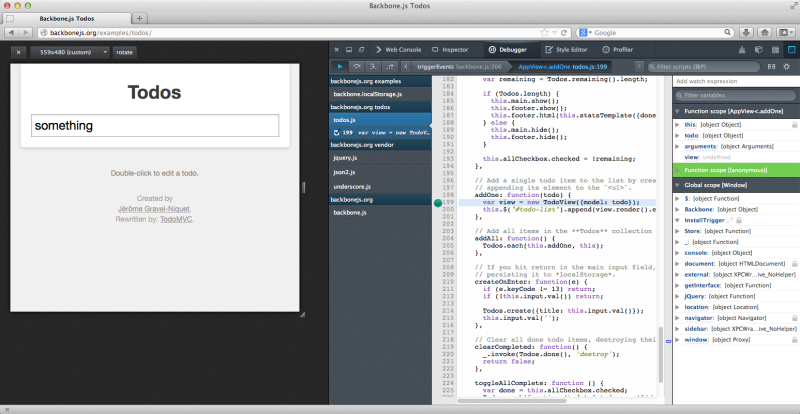 Backbone.js Todos
Backbone.js Todos
backbonejs.org/examples/todos/
Google
559x480 (custom)
rotate
Web Console
Inspector
Debugger
Style Editor
Profiler
triggerEvents backbone.js:206
AppView<.addOne todos.js:199
Filter scripts (⌘P)
Todos
something
Double-click to edit a todo.
Created by
Jérôme Gravel-Niquet.
Rewritten by: TodoMVC.
backbonejs.org examples
backbone.localStorage.js
backbonejs.org todos
todos.js
199 var view = new TodoV…
backbonejs.org vendor
jquery.js
json2.js
underscore.js
backbonejs.org
backbone.js
182 var remaining = Todos.remaining().length;
183
184 if (Todos.length) {
185 this.main.show();
186 this.footer.show();
187 this.footer.html(this.statsTemplate({done
188 } else {
189 this.main.hide();
190 this.footer.hide();
191 }
192
193 this.allCheckbox.checked = !remaining;
194 },
195
196 // Add a single todo item to the list by crea
197 // appending its element to the `<ul>`.
198 addOne: function(todo) {
199 var view = new TodoView({model: todo});
200 this.$("#todo-list").append(view.render().e
201 },
202
203 // Add all items in the **Todos** collection
204 addAll: function() {
205 Todos.each(this.addOne, this);
206 },
207
208 // If you hit return in the main input field,
209 // persisting it to *localStorage*.
210 createOnEnter: function(e) {
211 if (e.keyCode != 13) return;
212 if (!this.input.val()) return;
213
214 Todos.create({title: this.input.val()});
215 this.input.val('');
216 },
217
218 // Clear all done todo items, destroying thei
219 clearCompleted: function() {
220 _.invoke(Todos.done(), 'destroy');
221 return false;
222 },
223
224 toggleAllComplete: function () {
225 var done = this.allCheckbox.checked;
226
Add watch expression
Filter variables
Function scope [AppView<.addOne]
this: [object Object]
todo: [object Object]
arguments: [object Arguments]
view: undefined
Function scope [(anonymous)]
Global scope [Window]
$: [object Function]
Backbone: [object Object]
InstallTrigger
Store: [object Function]
_: [object Function]
console: [object Object]
document: [object HTMLDocument]
external: [object XPCWr…ive_NoHelper]
getInterface: [object Function]
jQuery: [object Function]
location: [object Location]
navigator: [object Navigator]
sidebar: [object XPCWra…ive_NoHelper]
window: [object Proxy]